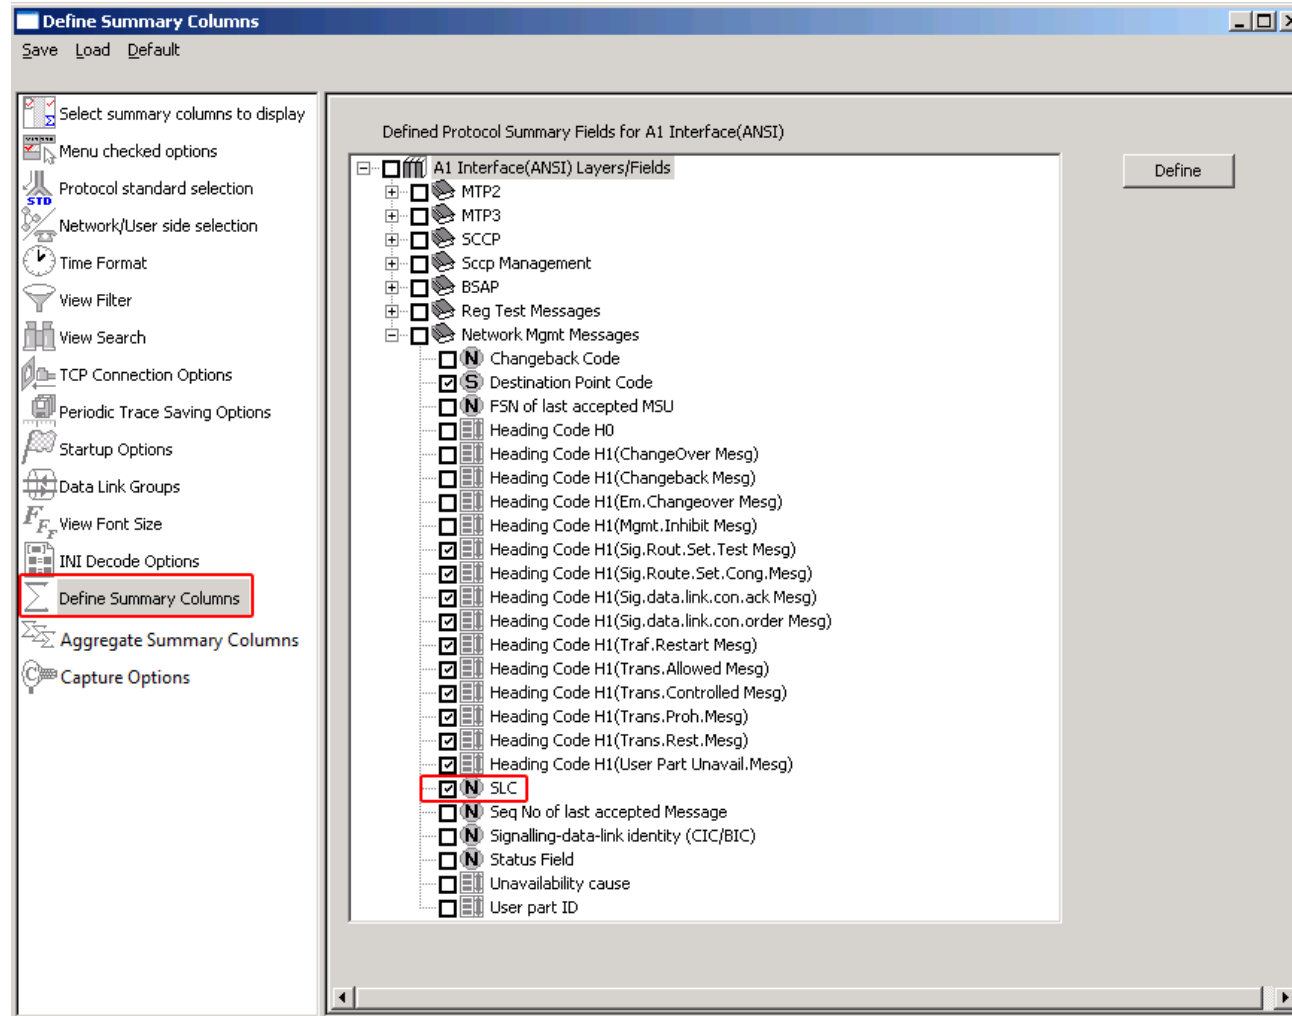 Define Summary Columns
Save Load Default
Select summary columns to display
Menu checked options
Protocol standard selection
STD
Network/User side selection
Time Format
View Filter
View Search
TCP Connection Options
Periodic Trace Saving Options
Startup Options
Data Link Groups
View Font Size
INI Decode Options
Define Summary Columns
Aggregate Summary Columns
Capture Options
Defined Protocol Summary Fields for A1 Interface(ANSI)
A1 Interface(ANSI) Layers/Fields
MTP2
MTP3
SCCP
Sccp Management
BSAP
Reg Test Messages
Network Mgmt Messages
N Changeback Code
S Destination Point Code
N FSN of last accepted MSU
Heading Code H0
Heading Code H1(ChangeOver Mesg)
Heading Code H1(Changeback Mesg)
Heading Code H1(Em.Changeover Mesg)
Heading Code H1(Mgmt.Inhibit Mesg)
Heading Code H1(Sig.Rout.Set.Test Mesg)
Heading Code H1(Sig.Route.Set.Cong.Mesg)
Heading Code H1(Sig.data.link.con.ack Mesg)
Heading Code H1(Sig.data.link.con.order Mesg)
Heading Code H1(Traf.Restart Mesg)
Heading Code H1(Trans.Allowed Mesg)
Heading Code H1(Trans.Controlled Mesg)
Heading Code H1(Trans.Proh.Mesg)
Heading Code H1(Trans.Rest.Mesg)
Heading Code H1(User Part Unavail.Mesg)
N SLC
N Seq No of last accepted Message
N Signalling-data-link identity (CIC/BIC)
N Status Field
Unavailability cause
User part ID
Define